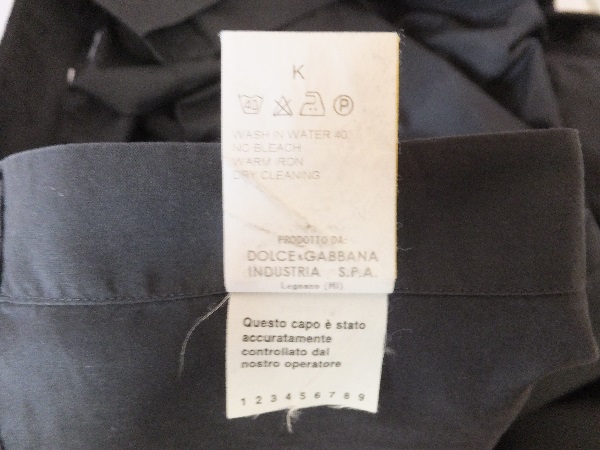 K
40 P
WASH IN WATER 40
NO BLEACH
WARM IRON
DRY CLEANING
PRODOTTO DA:
DOLCE&GABBANA
INDUSTRIA S.P.A.
Legnano (MI)
Questo capo è stato
accuratamente
controllato dal
nostro operatore
1 2 3 4 5 6 7 8 9